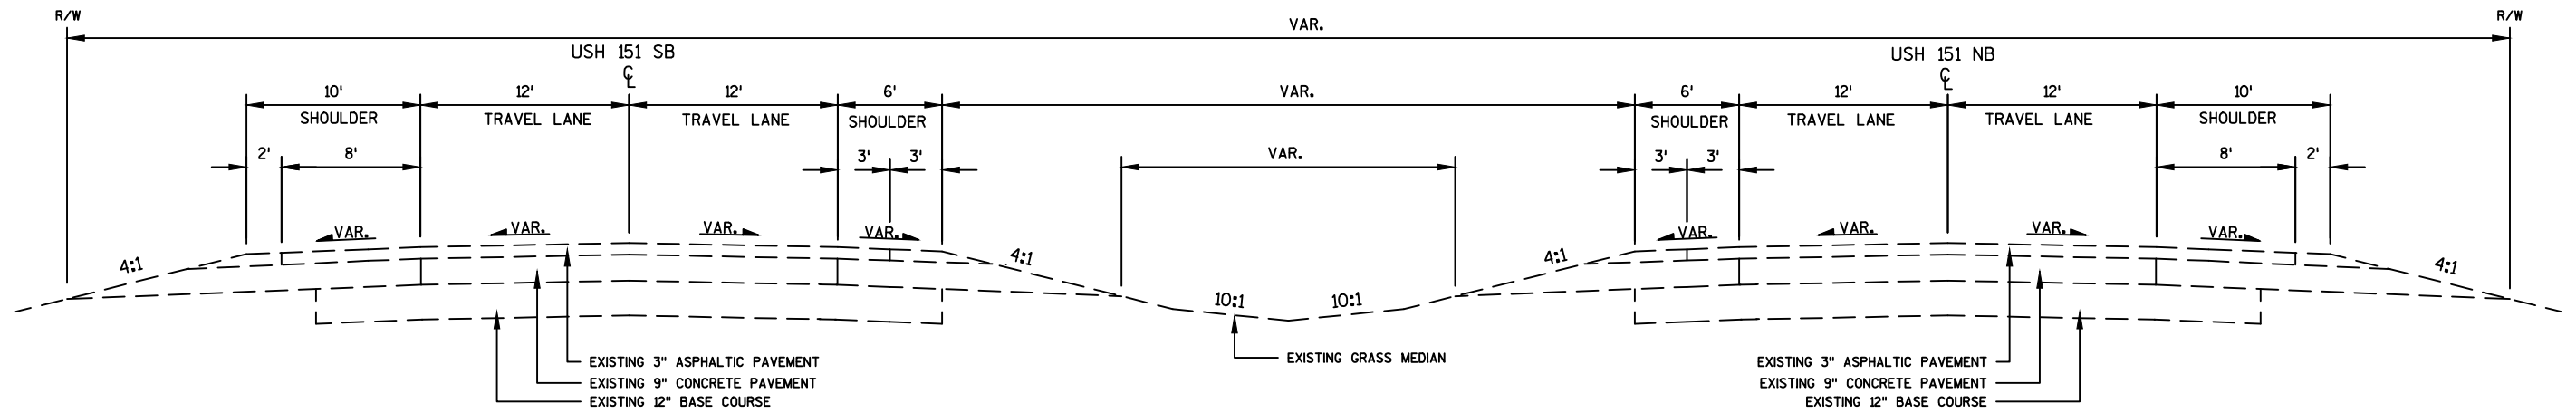 R/W
VAR.
R/W
USH 151 SB
CL
USH 151 NB
CL
10'
12'
12'
6'
VAR.
6'
12'
12'
10'
SHOULDER
TRAVEL LANE
TRAVEL LANE
SHOULDER
SHOULDER
TRAVEL LANE
TRAVEL LANE
SHOULDER
2'
8'
3'
3'
VAR.
3'
3'
8'
2'
VAR.
VAR.
VAR.
VAR.
VAR.
VAR.
VAR.
VAR.
4:1
4:1
4:1
4:1
10:1
10:1
EXISTING 3" ASPHALTIC PAVEMENT
EXISTING 9" CONCRETE PAVEMENT
EXISTING 12" BASE COURSE
EXISTING GRASS MEDIAN
EXISTING 3" ASPHALTIC PAVEMENT
EXISTING 9" CONCRETE PAVEMENT
EXISTING 12" BASE COURSE